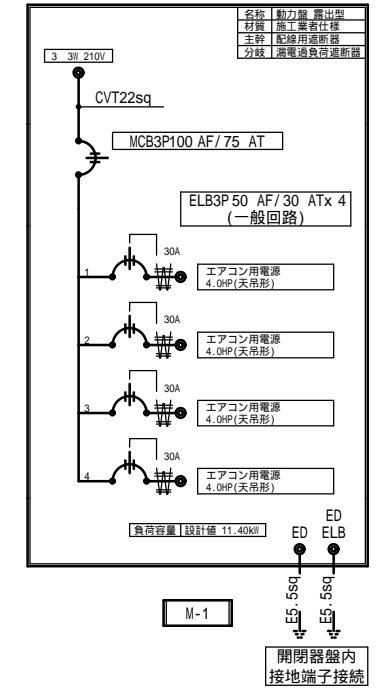 名称 動力盤 露出型
材質 施工業者仕様
主幹 配線用遮断器
分岐 漏電過負荷遮断器
3 3W 210V
CVT22sq
MCB3P100 AF/75 AT
ELB3P 50 AF/30 ATx 4
(一般回路)
30A
1
エアコン用電源
4.0HP(天吊形)
30A
2
エアコン用電源
4.0HP(天吊形)
30A
3
エアコン用電源
4.0HP(天吊形)
30A
4
エアコン用電源
4.0HP(天吊形)
負荷容量 設計値 11.40kW
ED
ED
ELB
E5.5sq
E5.5sq
M-1
開閉器盤内
接地端子接続